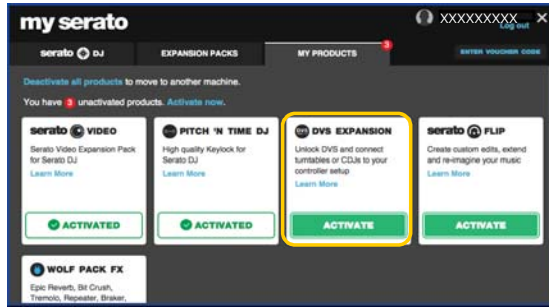 my serato
XXXXXXXXX
Log out
serato DJ
EXPANSION PACKS
MY PRODUCTS
3
ENTER VOUCHER CODE
Deactivate all products to move to another machine.
You have 3 unactivated products. Activate now.
serato VIDEO
Serato Video Expansion Pack
for Serato DJ
Learn More
ACTIVATED
PITCH 'N TIME DJ
High quality Keylock for
Serato DJ
Learn More
ACTIVATED
DVS EXPANSION
Unlock DVS and connect
turntables or CDJs to your
controller setup
Learn More
ACTIVATE
serato FLIP
Create custom edits, extend
and re-imagine your music
Learn More
ACTIVATE
WOLF PACK FX
Epic Reverb, Bit Crush,
Tremolo, Repeater, Braker,